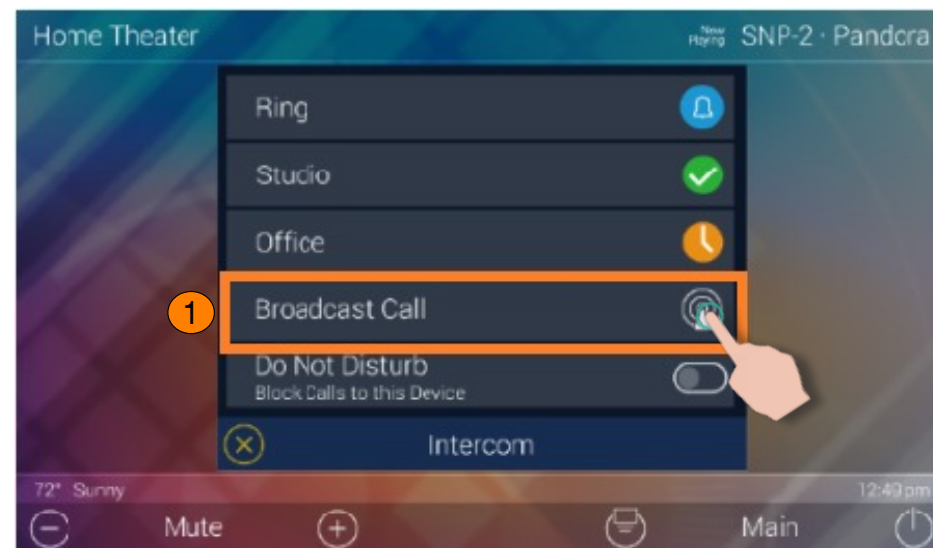 Home Theater
Now Playing SNP-2 · Pandora
Ring
Studio
Office
1
Broadcast Call
Do Not Disturb
Block Calls to this Device
Intercom
72° Sunny
12:49 pm
Mute
Main